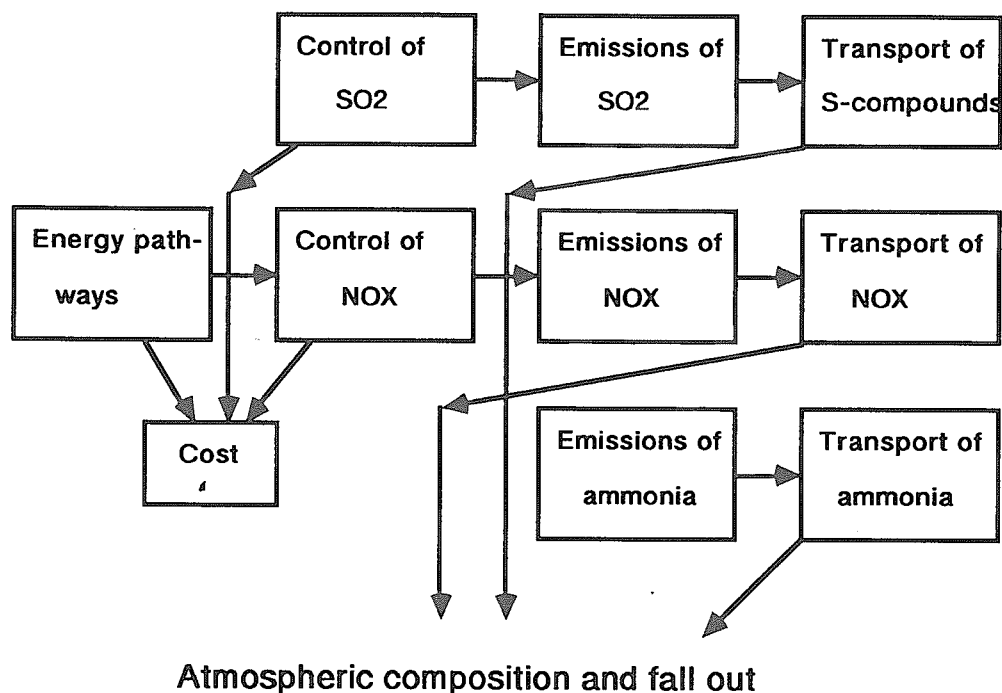 Control of
SO2
Emissions of
SO2
Transport of
S-compounds
Energy path-
ways
Control of
NOX
Emissions of
NOX
Transport of
NOX
Cost
Emissions of
ammonia
Transport of
ammonia
Atmospheric composition and fall out